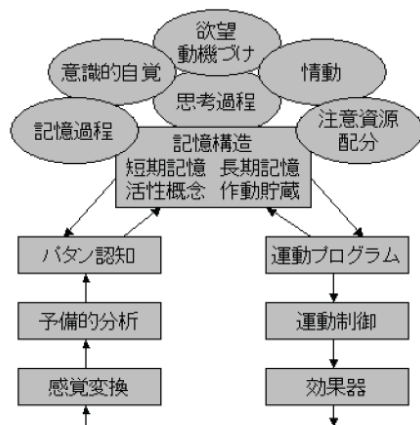 欲望
動機づけ
意識的自覚
情動
思考過程
記憶過程
注意資源
配分
記憶構造
短期記憶 長期記憶
活性概念 作動貯蔵
パタン認知
運動プログラム
予備的分析
運動制御
感覚変換
効果器